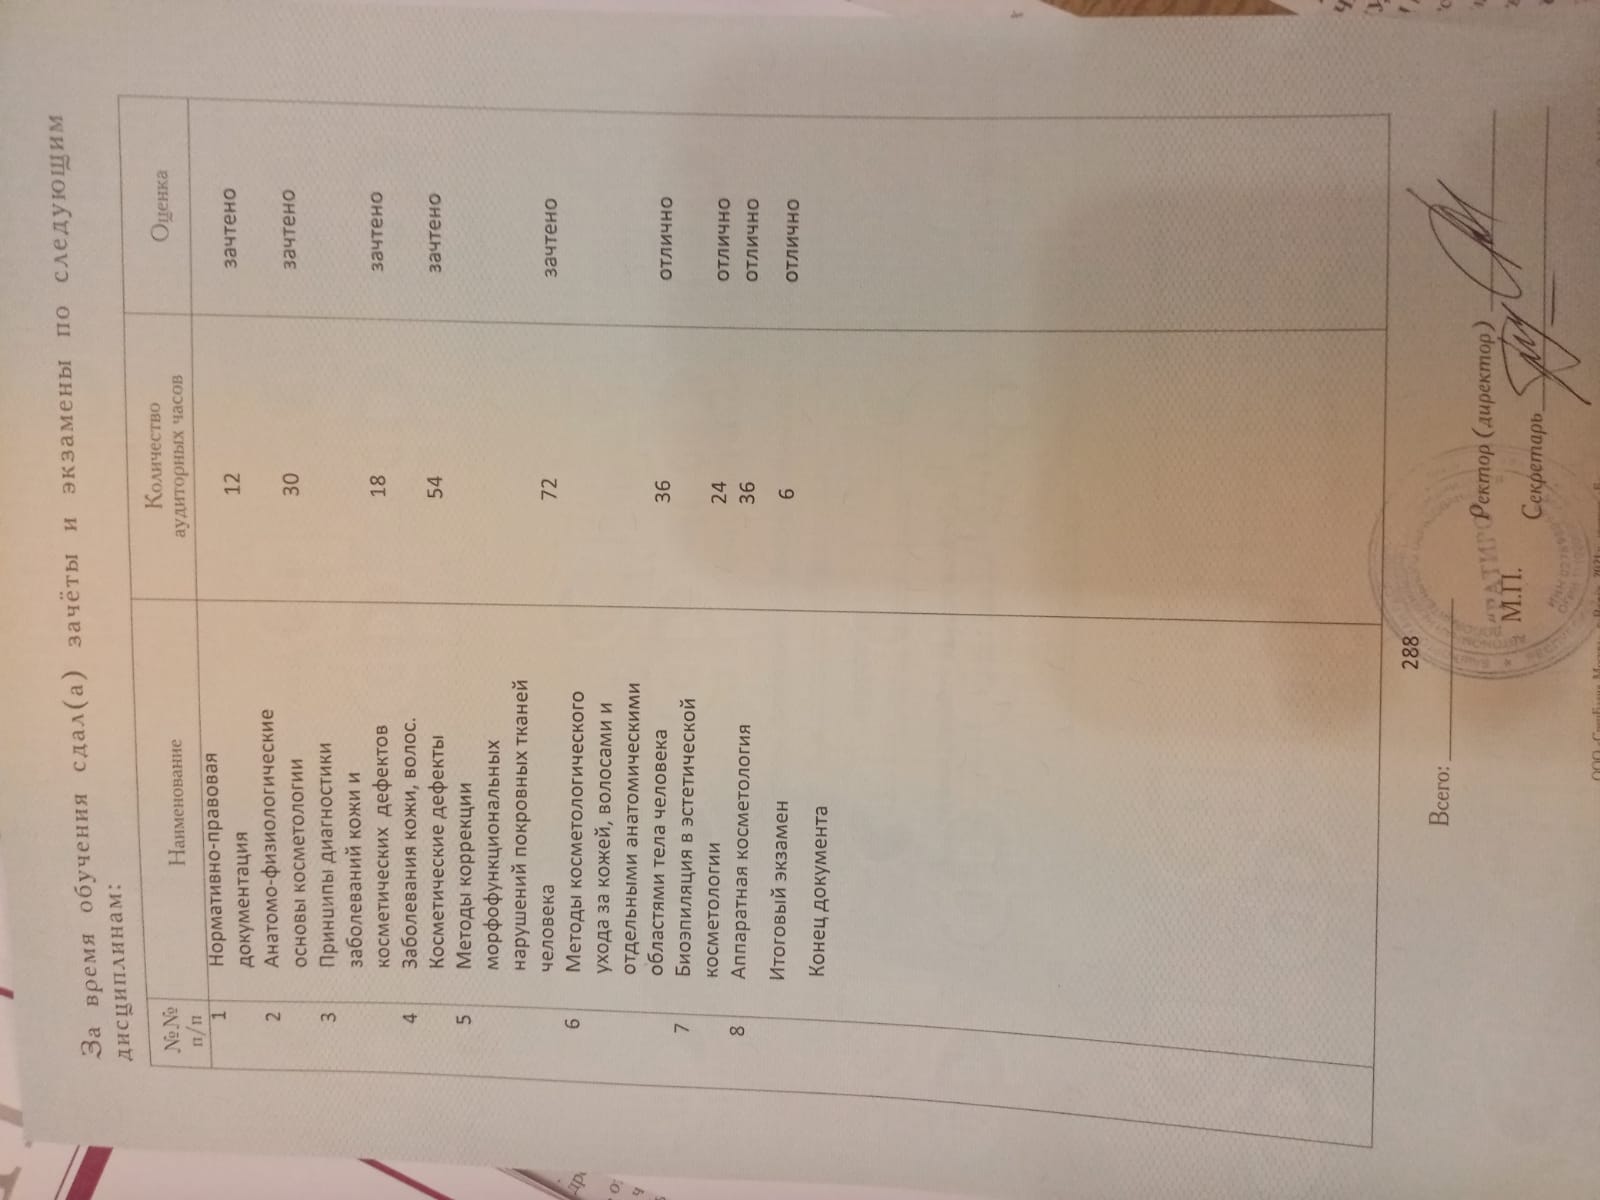 За время обучения сдал(а) зачёты и экзамены по следующим
дисциплинам:
№№ п/п Наименование Количество аудиторных часов Оценка
1 Нормативно-правовая
документация 12 зачтено
2 Анатомо-физиологические
основы косметологии 30 зачтено
3 Принципы диагностики
заболеваний кожи и
косметических дефектов 18 зачтено
4 Заболевания кожи, волос.
Косметические дефекты 54 зачтено
5 Методы коррекции
морфофункциональных
нарушений покровных тканей
человека 72 зачтено
6 Методы косметологического
ухода за кожей, волосами и
отдельными анатомическими
областями тела человека 36 отлично
7 Биоэпиляция в эстетической
косметологии 24 отлично
8 Аппаратная косметология 36 отлично
Итоговый экзамен 6 отлично
Конец документа
288
Всего:
Ректор (директор)
М.П.
Секретарь